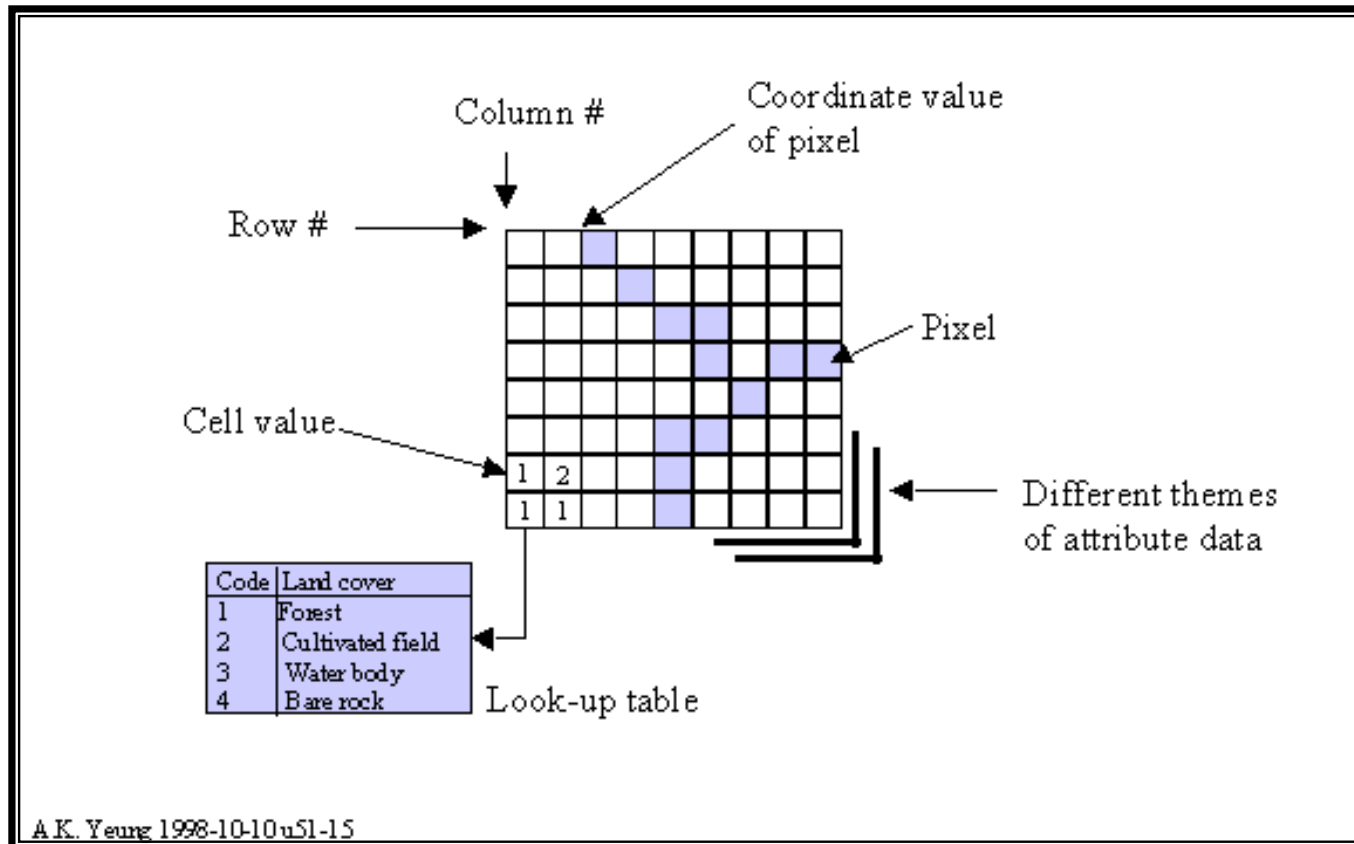 Column #
Coordinate value
of pixel
Row #
Pixel
Cell value
1 2
1 1
Different themes
of attribute data
Code Land cover
1 Forest
2 Cultivated field
3 Water body
4 Bare rock
Look-up table
A.K. Yeung 1998-10-10 u51-15